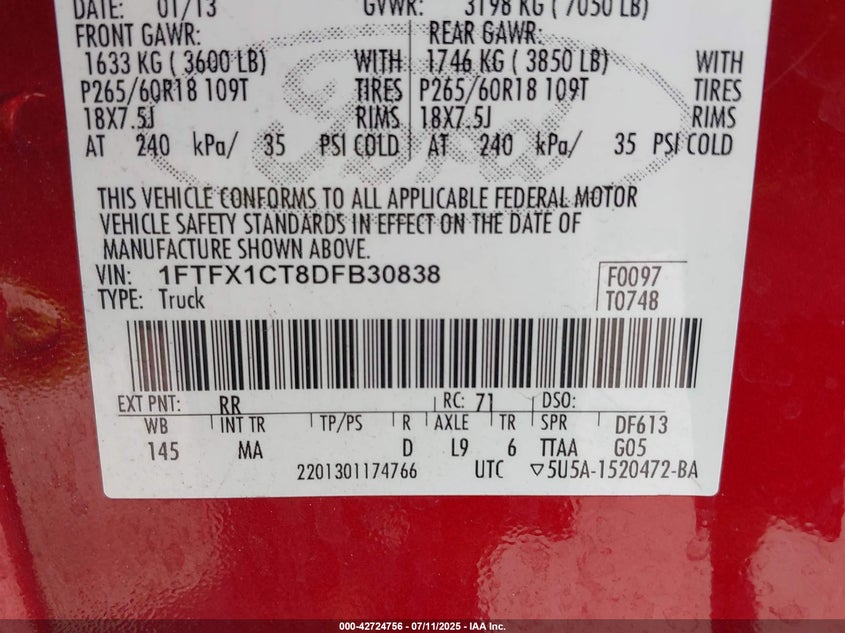 DATE: 01/13 GVWR: 3198 KG ( 7050 LB)
FRONT GAWR: REAR GAWR:
1633 KG ( 3600 LB) WITH 1746 KG ( 3850 LB) WITH
P265/60R18 109T TIRES P265/60R18 109T TIRES
18X7.5J RIMS 18X7.5J RIMS
AT 240 kPa/ 35 PSI COLD AT 240 kPa/ 35 PSI COLD
Ford
THIS VEHICLE CONFORMS TO ALL APPLICABLE FEDERAL MOTOR
VEHICLE SAFETY STANDARDS IN EFFECT ON THE DATE OF
MANUFACTURE SHOWN ABOVE.
VIN: 1FTFX1CT8DFB30838 F0097
TYPE: Truck T0748
EXT PNT: RR RC: 71 DSO:
WB INT TR TP/PS R AXLE TR SPR DF613
145 MA D L9 6 TTAA G05
2201301174766 UTC ▽5U5A-1520472-BA
000-42724756 - 07/11/2025 - IAA Inc.